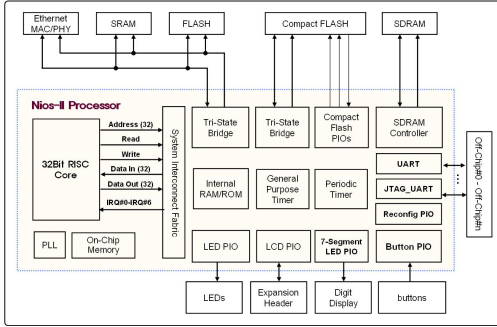 Ethernet
MAC/PHY
SRAM
FLASH
Compact FLASH
SDRAM
Nios-II Processor
32Bit RISC
Core
Address (32)
Read
Write
Data In (32)
Data Out (32)
IRQ#0-IRQ#6
System Interconnect Fabric
PLL
On-Chip
Memory
Tri-State
Bridge
Tri-State
Bridge
Compact
Flash
PIOs
SDRAM
Controller
Internal
RAM/ROM
General
Purpose
Timer
Periodic
Timer
UART
JTAG_UART
Reconfig PIO
LED PIO
LCD PIO
7-Segment
LED PIO
Button PIO
Off-Chip#0 - Off-Chip#n
...
LEDs
Expansion
Header
Digit
Display
buttons